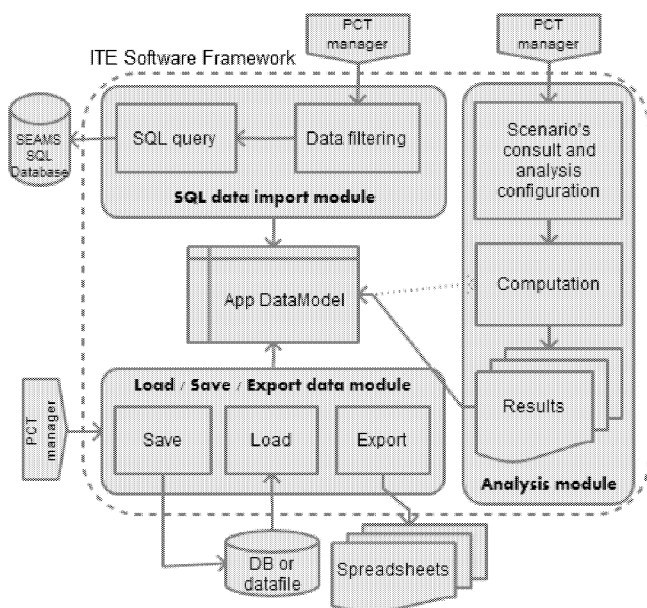 PCT
manager
PCT
manager
ITE Software Framework
SEAMS
SQL
Database
SQL query
Data filtering
SQL data import module
Scenario's
consult and
analysis
configuration
App DataModel
Computation
Results
Analysis module
PCT
manager
Load / Save / Export data module
Save
Load
Export
DB or
datafile
Spreadsheets